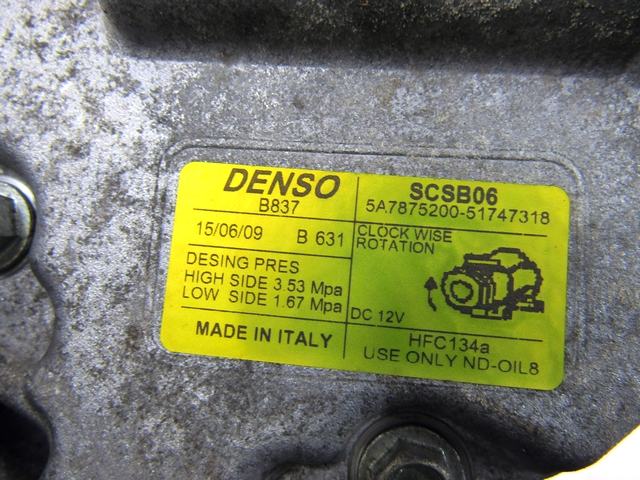 DENSO
B837
15/06/09 B 631
DESING PRES
HIGH SIDE 3.53 Mpa
LOW SIDE 1.67 Mpa
MADE IN ITALY
SCSB06
5A7875200-51747318
CLOCK WISE
ROTATION
DC 12V
HFC134a
USE ONLY ND-OIL8